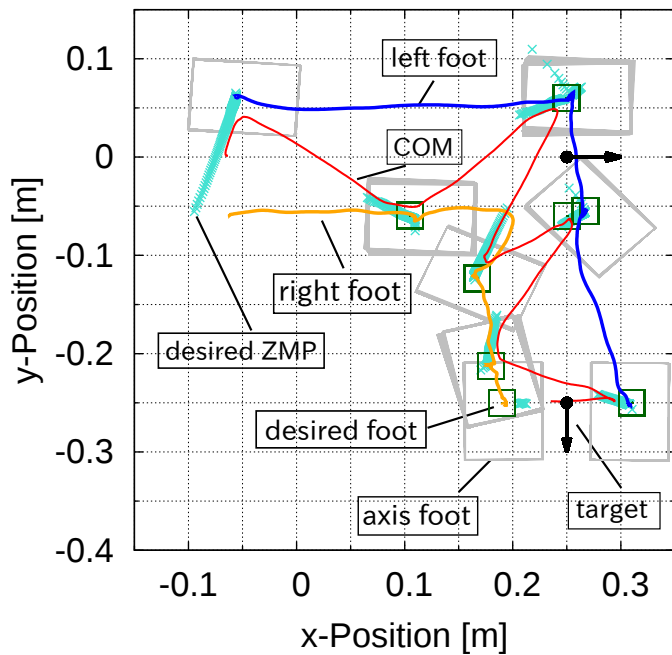 0.1
left foot
COM
0
-0.1
right foot
desired ZMP
-0.2
desired foot
-0.3
axis foot
target
-0.4
-0.1
0
0.1
0.2
0.3
x-Position [m]
y-Position [m]